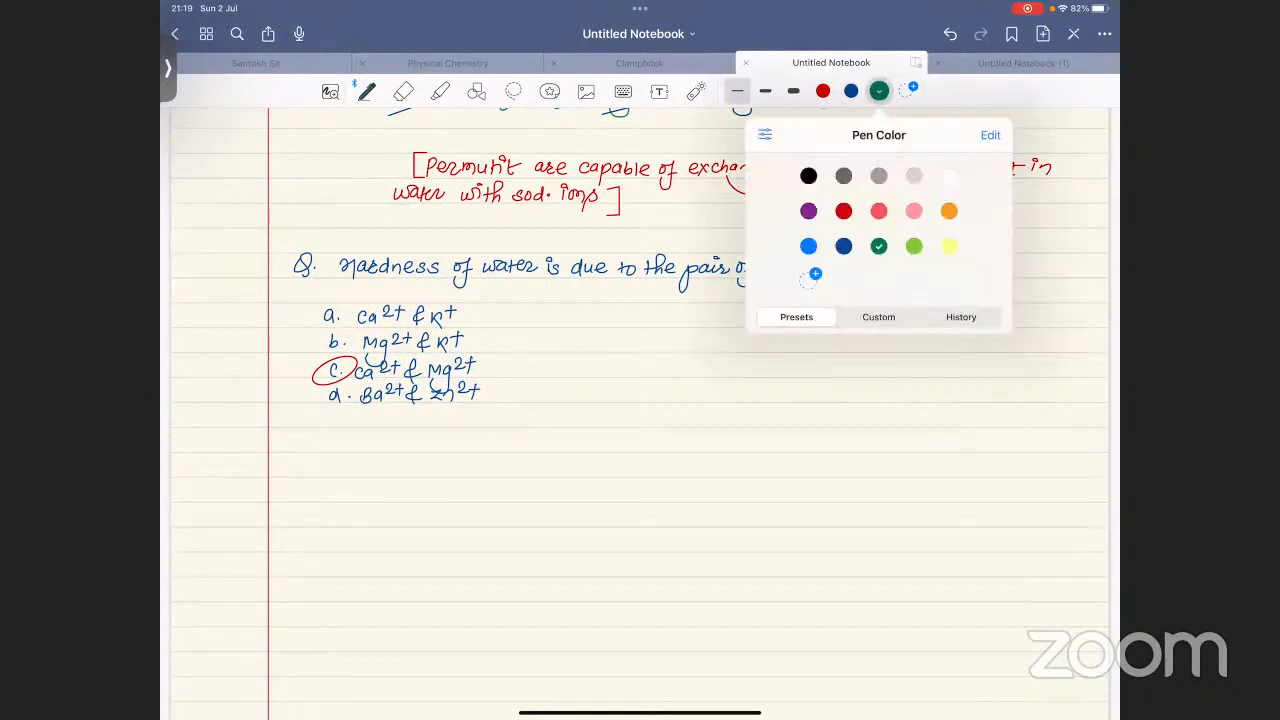 21:19 Sun 2 Jul
82%
Untitled Notebook
Santosh Sir
Physical Chemistry
Clamphook
Untitled Notebook
Untitled Notebook (1)
Pen Color
Edit
Presets
Custom
History
[Permutit are capable of in
water with sod. ions]
Q. Hardness of water is due to the pair
a. Ca2+ & K+
b. Mg2+ & K+
c. Ca2+ & Mg2+
d. Ba2+ & Zn2+
zoom